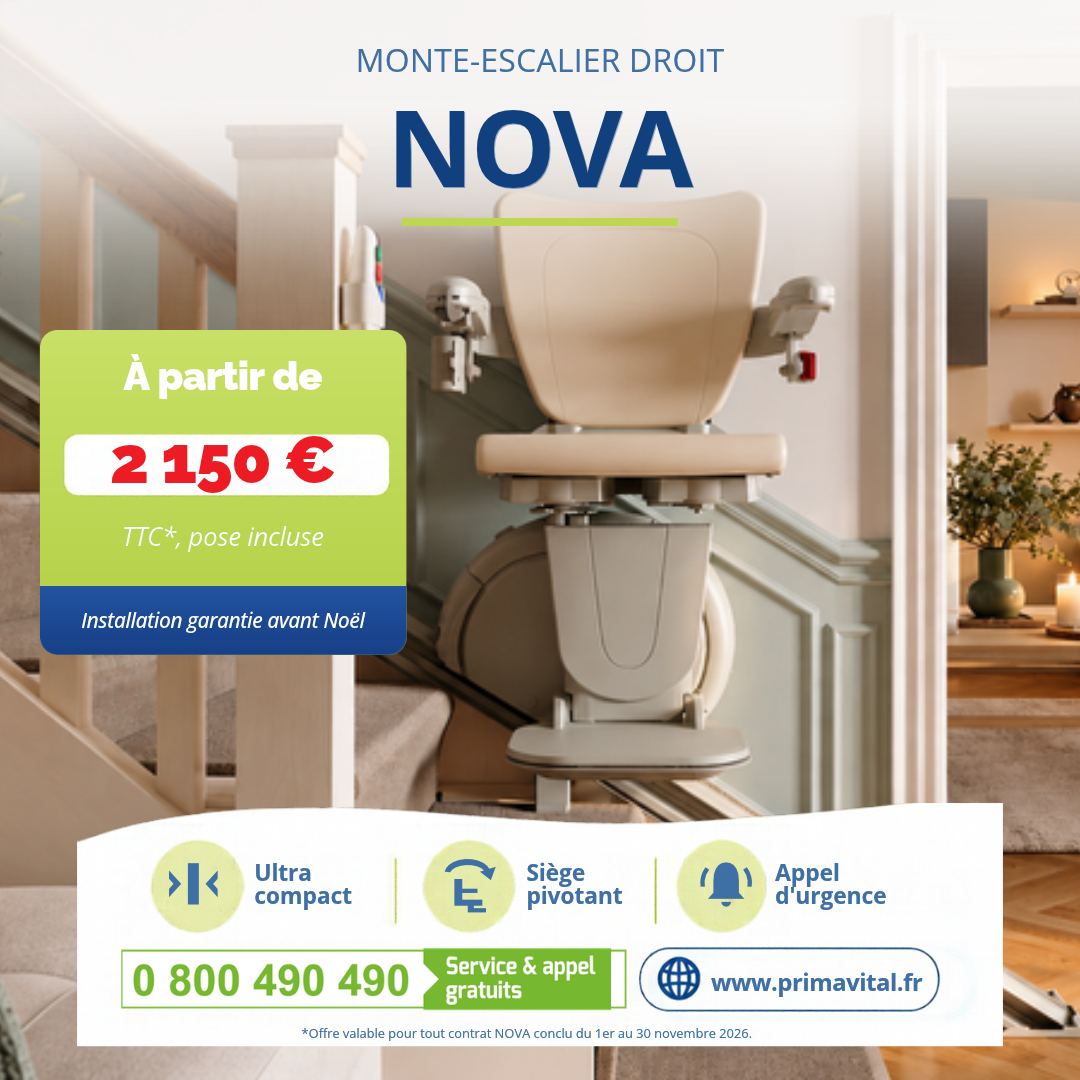 MONTE-ESCALIER DROIT
NOVA
À partir de
2 150 €
TTC*, pose incluse
Installation garantie avant Noël
Ultra
compact
Siège
pivotant
Appel
d'urgence
0 800 490 490
Service & appel
gratuits
www.primavital.fr
*Offre valable pour tout contrat NOVA conclu du 1er au 30 novembre 2026.